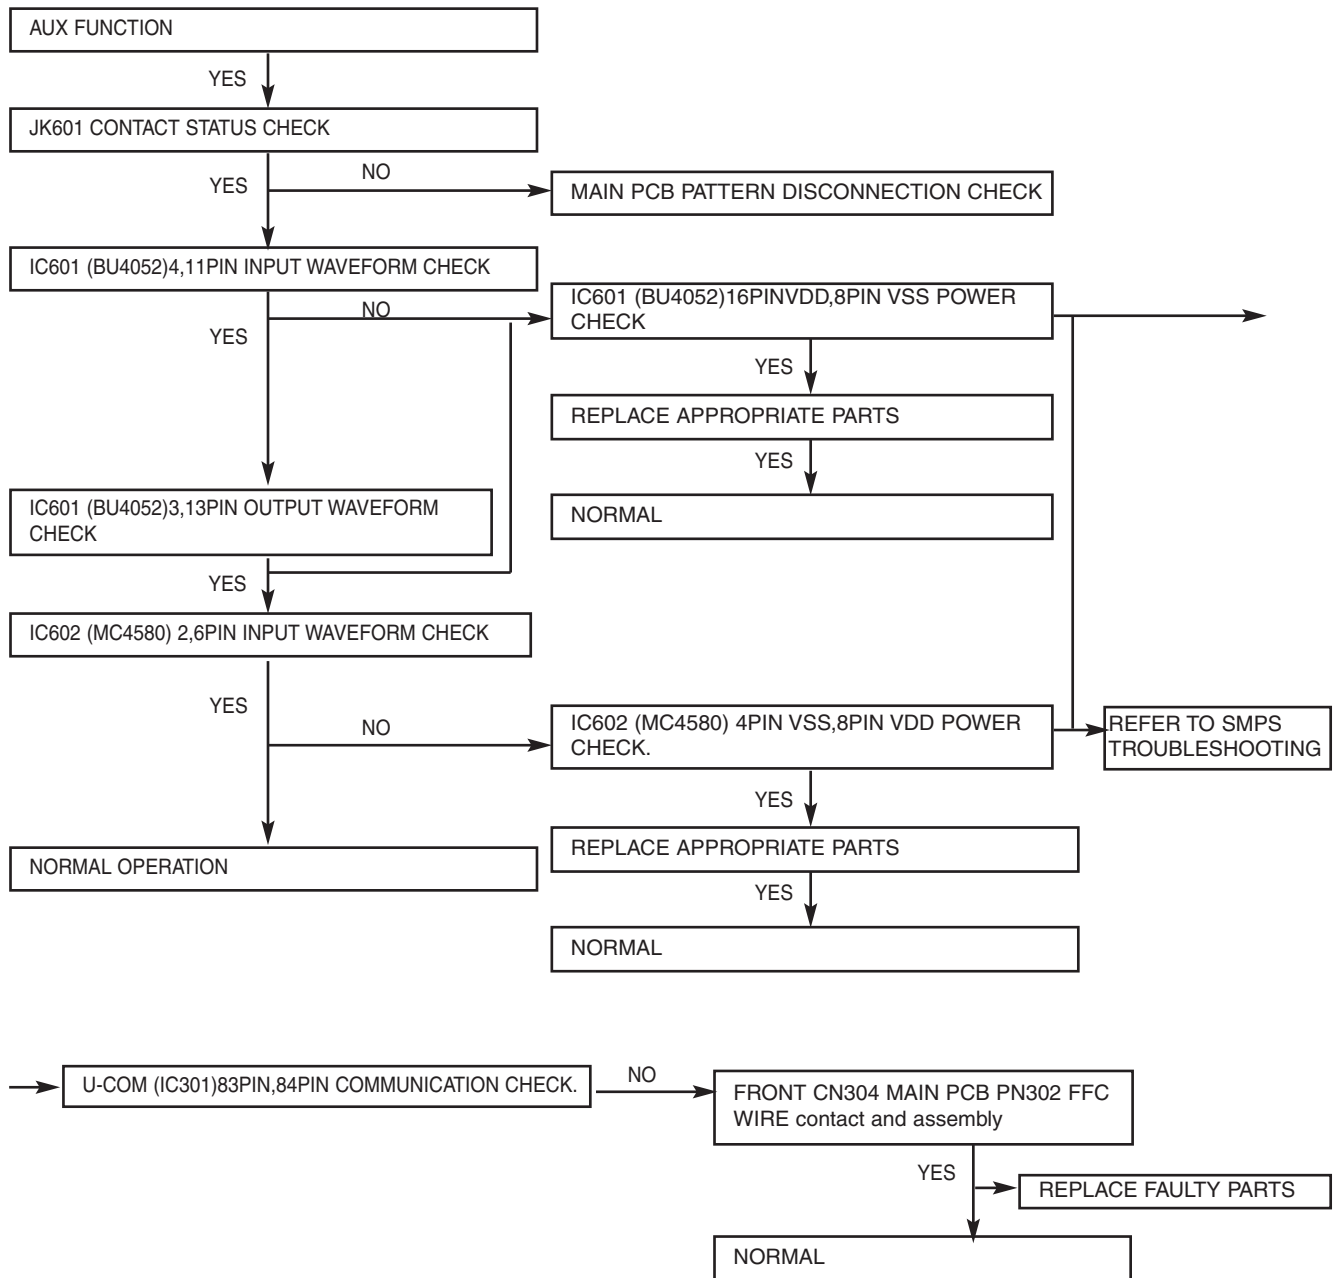 AUX FUNCTION
YES
JK601 CONTACT STATUS CHECK
YES
NO
MAIN PCB PATTERN DISCONNECTION CHECK
IC601 (BU4052)4,11PIN INPUT WAVEFORM CHECK
NO
YES
IC601 (BU4052)16PINVDD,8PIN VSS POWER
CHECK
YES
REPLACE APPROPRIATE PARTS
YES
NORMAL
IC601 (BU4052)3,13PIN OUTPUT WAVEFORM
CHECK
YES
IC602 (MC4580) 2,6PIN INPUT WAVEFORM CHECK
YES
NO
IC602 (MC4580) 4PIN VSS,8PIN VDD POWER
CHECK.
REFER TO SMPS
TROUBLESHOOTING
YES
REPLACE APPROPRIATE PARTS
YES
NORMAL
NORMAL OPERATION
U-COM (IC301)83PIN,84PIN COMMUNICATION CHECK.
NO
FRONT CN304 MAIN PCB PN302 FFC
WIRE contact and assembly
YES
REPLACE FAULTY PARTS
NORMAL